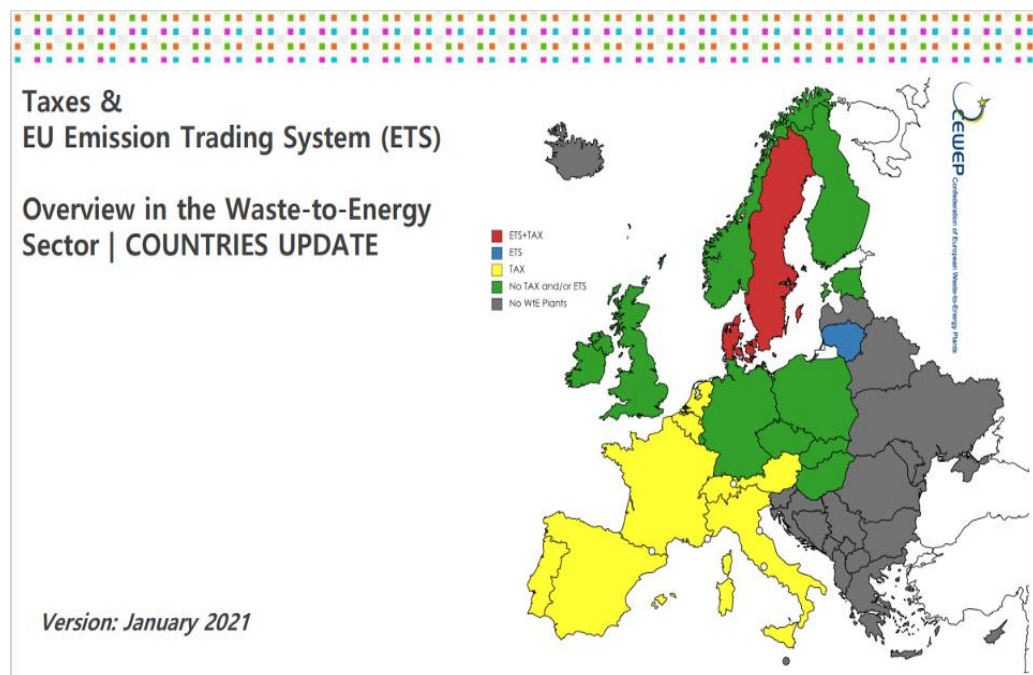 Taxes &
EU Emission Trading System (ETS)
Overview in the Waste-to-Energy
Sector | COUNTRIES UPDATE
ETS+TAX
ETS
TAX
No TAX and/or ETS
No WtE Plants
CEWEP
Confederation of European Waste-to-Energy Plants
Version: January 2021